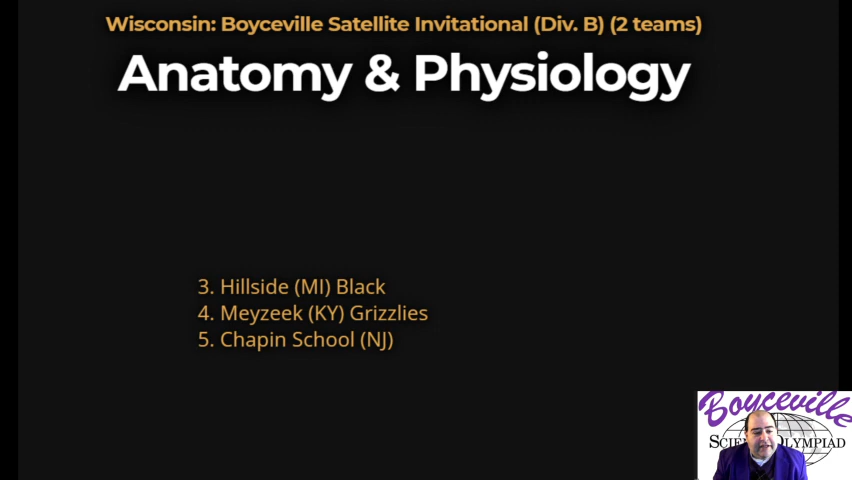 Wisconsin: Boyceville Satellite Invitational (Div. B) (2 teams)
Anatomy & Physiology
3. Hillside (MI) Black
4. Meyzeek (KY) Grizzlies
5. Chapin School (NJ)
Boyceville